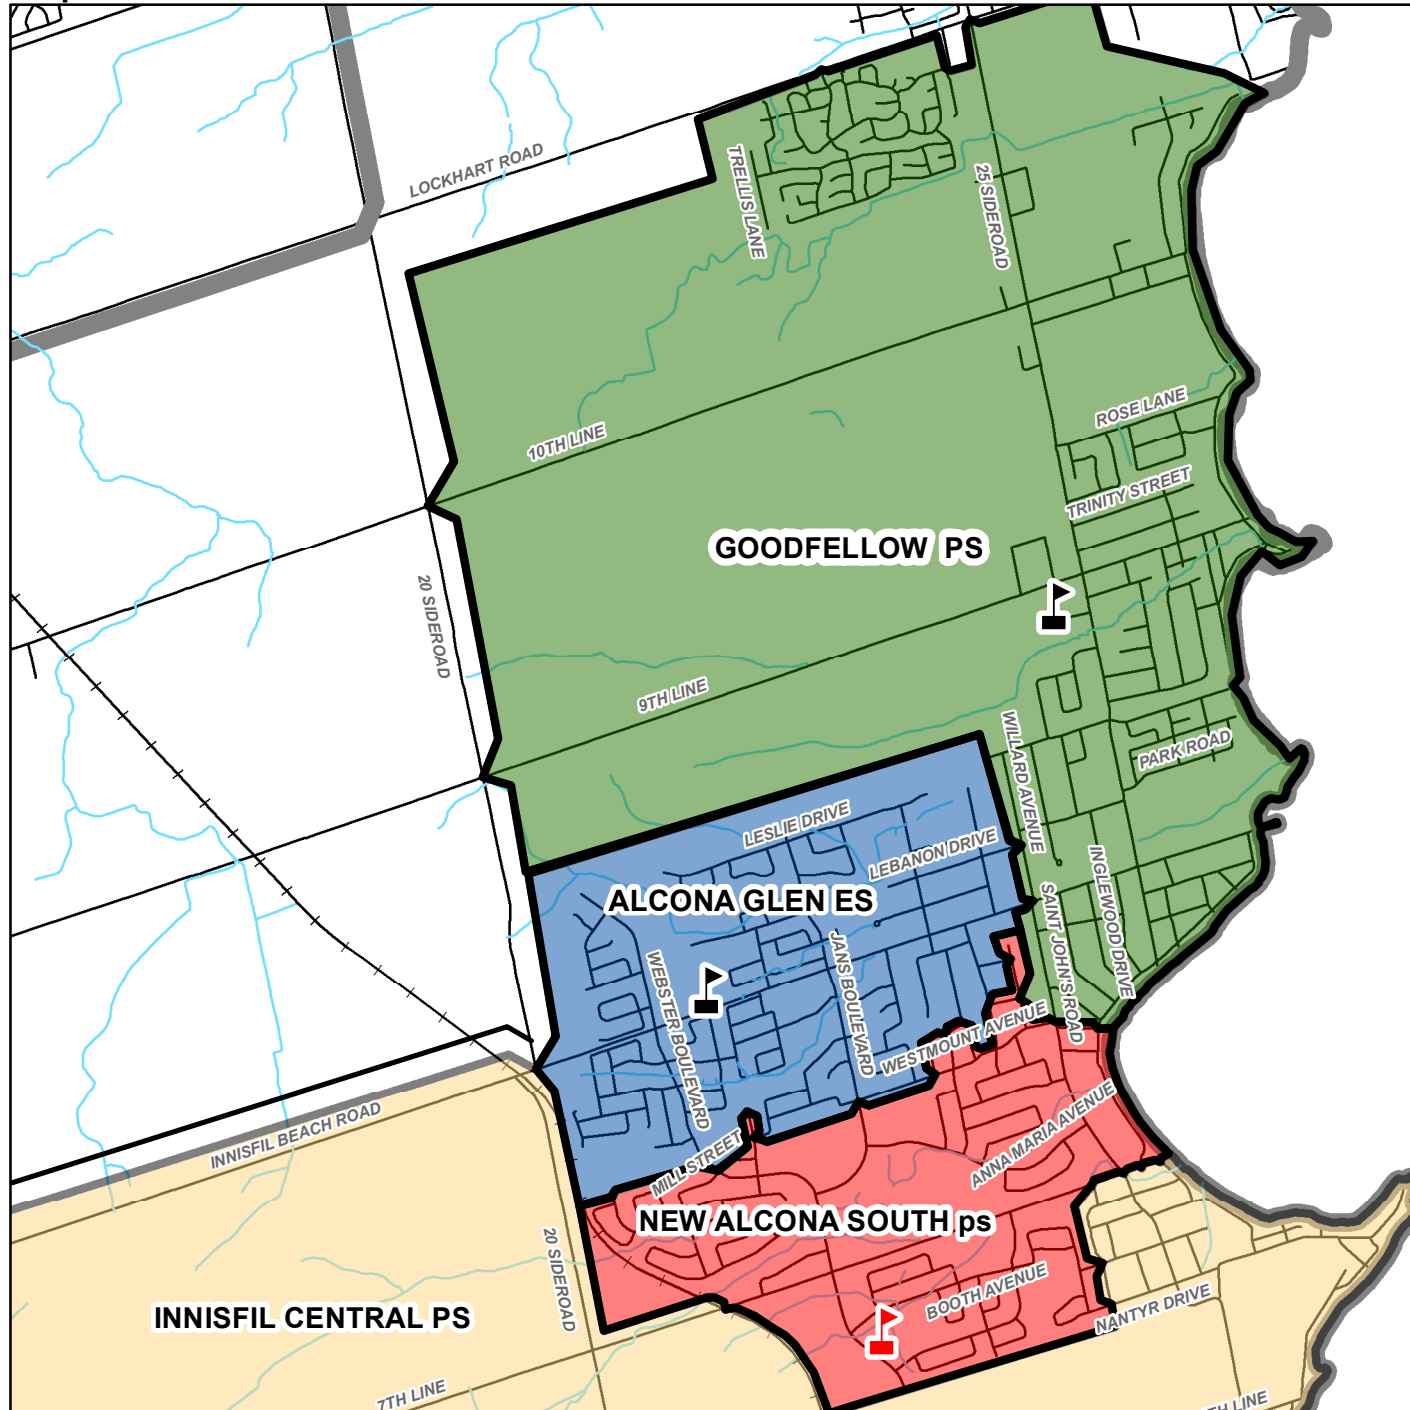 LOCKHART ROAD
TRELLIS LANE
25 SIDEROAD
10TH LINE
ROSE LANE
TRINITY STREET
GOODFELLOW PS
20 SIDEROAD
9TH LINE
WILLARD AVENUE
PARK ROAD
LESLIE DRIVE
LEBANON DRIVE
INGLEWOOD DRIVE
ALCONA GLEN ES
SAINT JOHN'S ROAD
JANS BOULEVARD
WEBSTER BOULEVARD
WESTMOUNT AVENUE
INNISFIL BEACH ROAD
MILL STREET
ANNA MARIA AVENUE
NEW ALCONA SOUTH ps
20 SIDEROAD
BOOTH AVENUE
NANTYR DRIVE
INNISFIL CENTRAL PS
7TH LINE
TH LINE